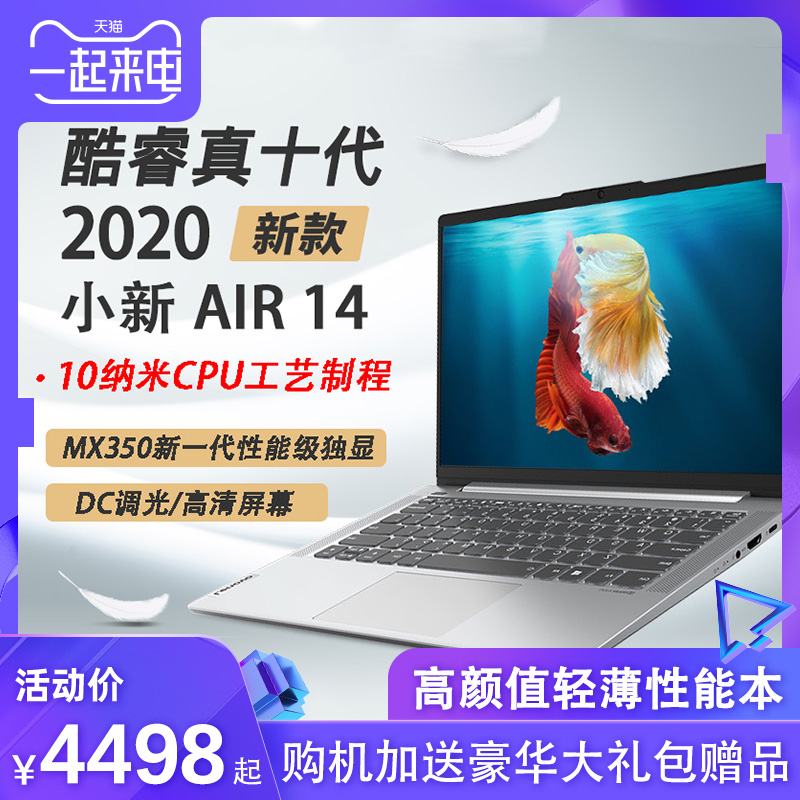 天猫
一起来电
酷睿真十代
2020 新款
小新 AIR 14
·10纳米CPU工艺制程
MX350新一代性能级独显
DC调光/高清屏幕
Lenovo
高颜值轻薄性能本
活动价
¥4498起
购机加送豪华大礼包赠品